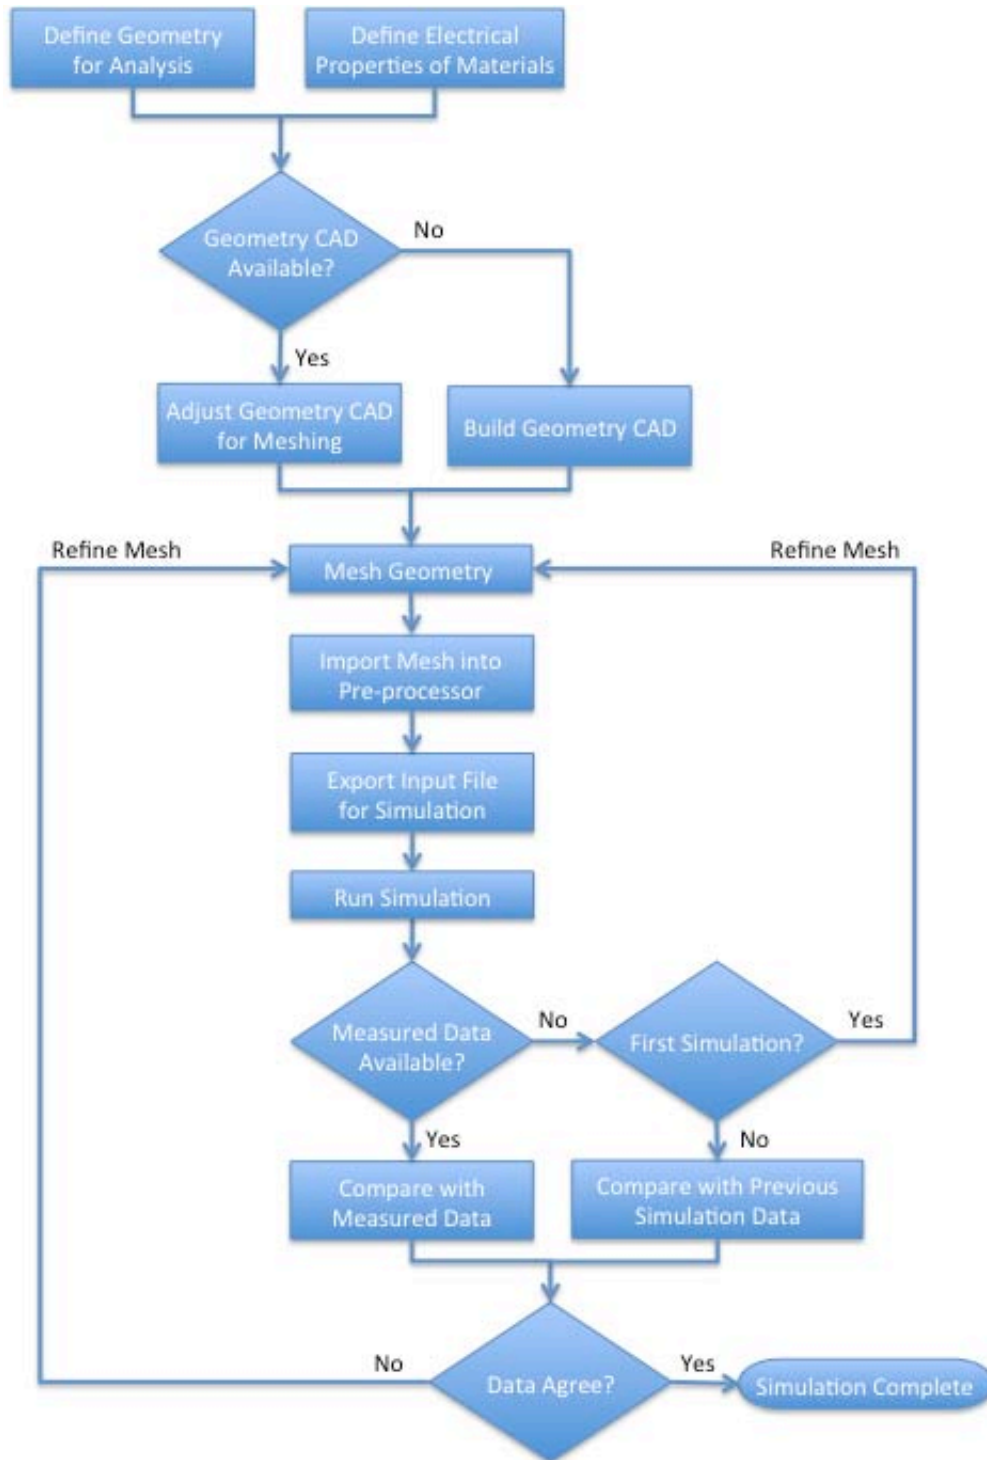 Define Geometry
for Analysis
Define Electrical
Properties of Materials
Geometry CAD
Available?
No
Yes
Adjust Geometry CAD
for Meshing
Build Geometry CAD
Refine Mesh
Refine Mesh
Mesh Geometry
Import Mesh into
Pre-processor
Export Input File
for Simulation
Run Simulation
Measured Data
Available?
No
First Simulation?
Yes
Yes
No
Compare with
Measured Data
Compare with Previous
Simulation Data
No
Data Agree?
Yes
Simulation Complete